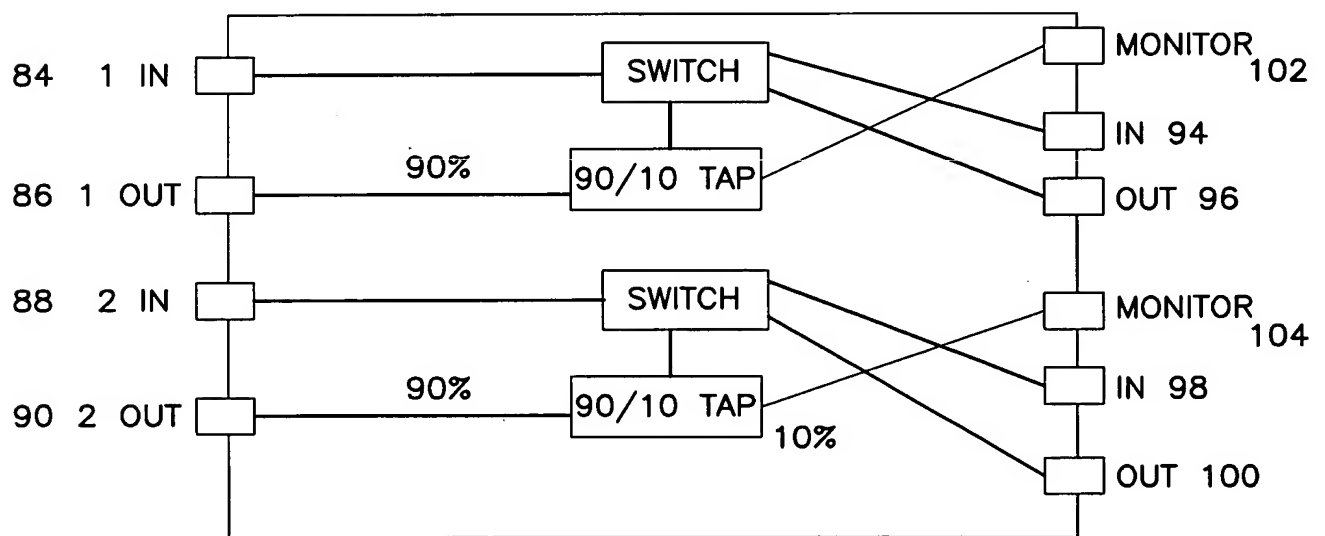 84 1 IN
SWITCH
MONITOR
102
IN 94
90%
90/10 TAP
86 1 OUT
OUT 96
88 2 IN
SWITCH
MONITOR
104
90%
90/10 TAP
IN 98
90 2 OUT
10%
OUT 100